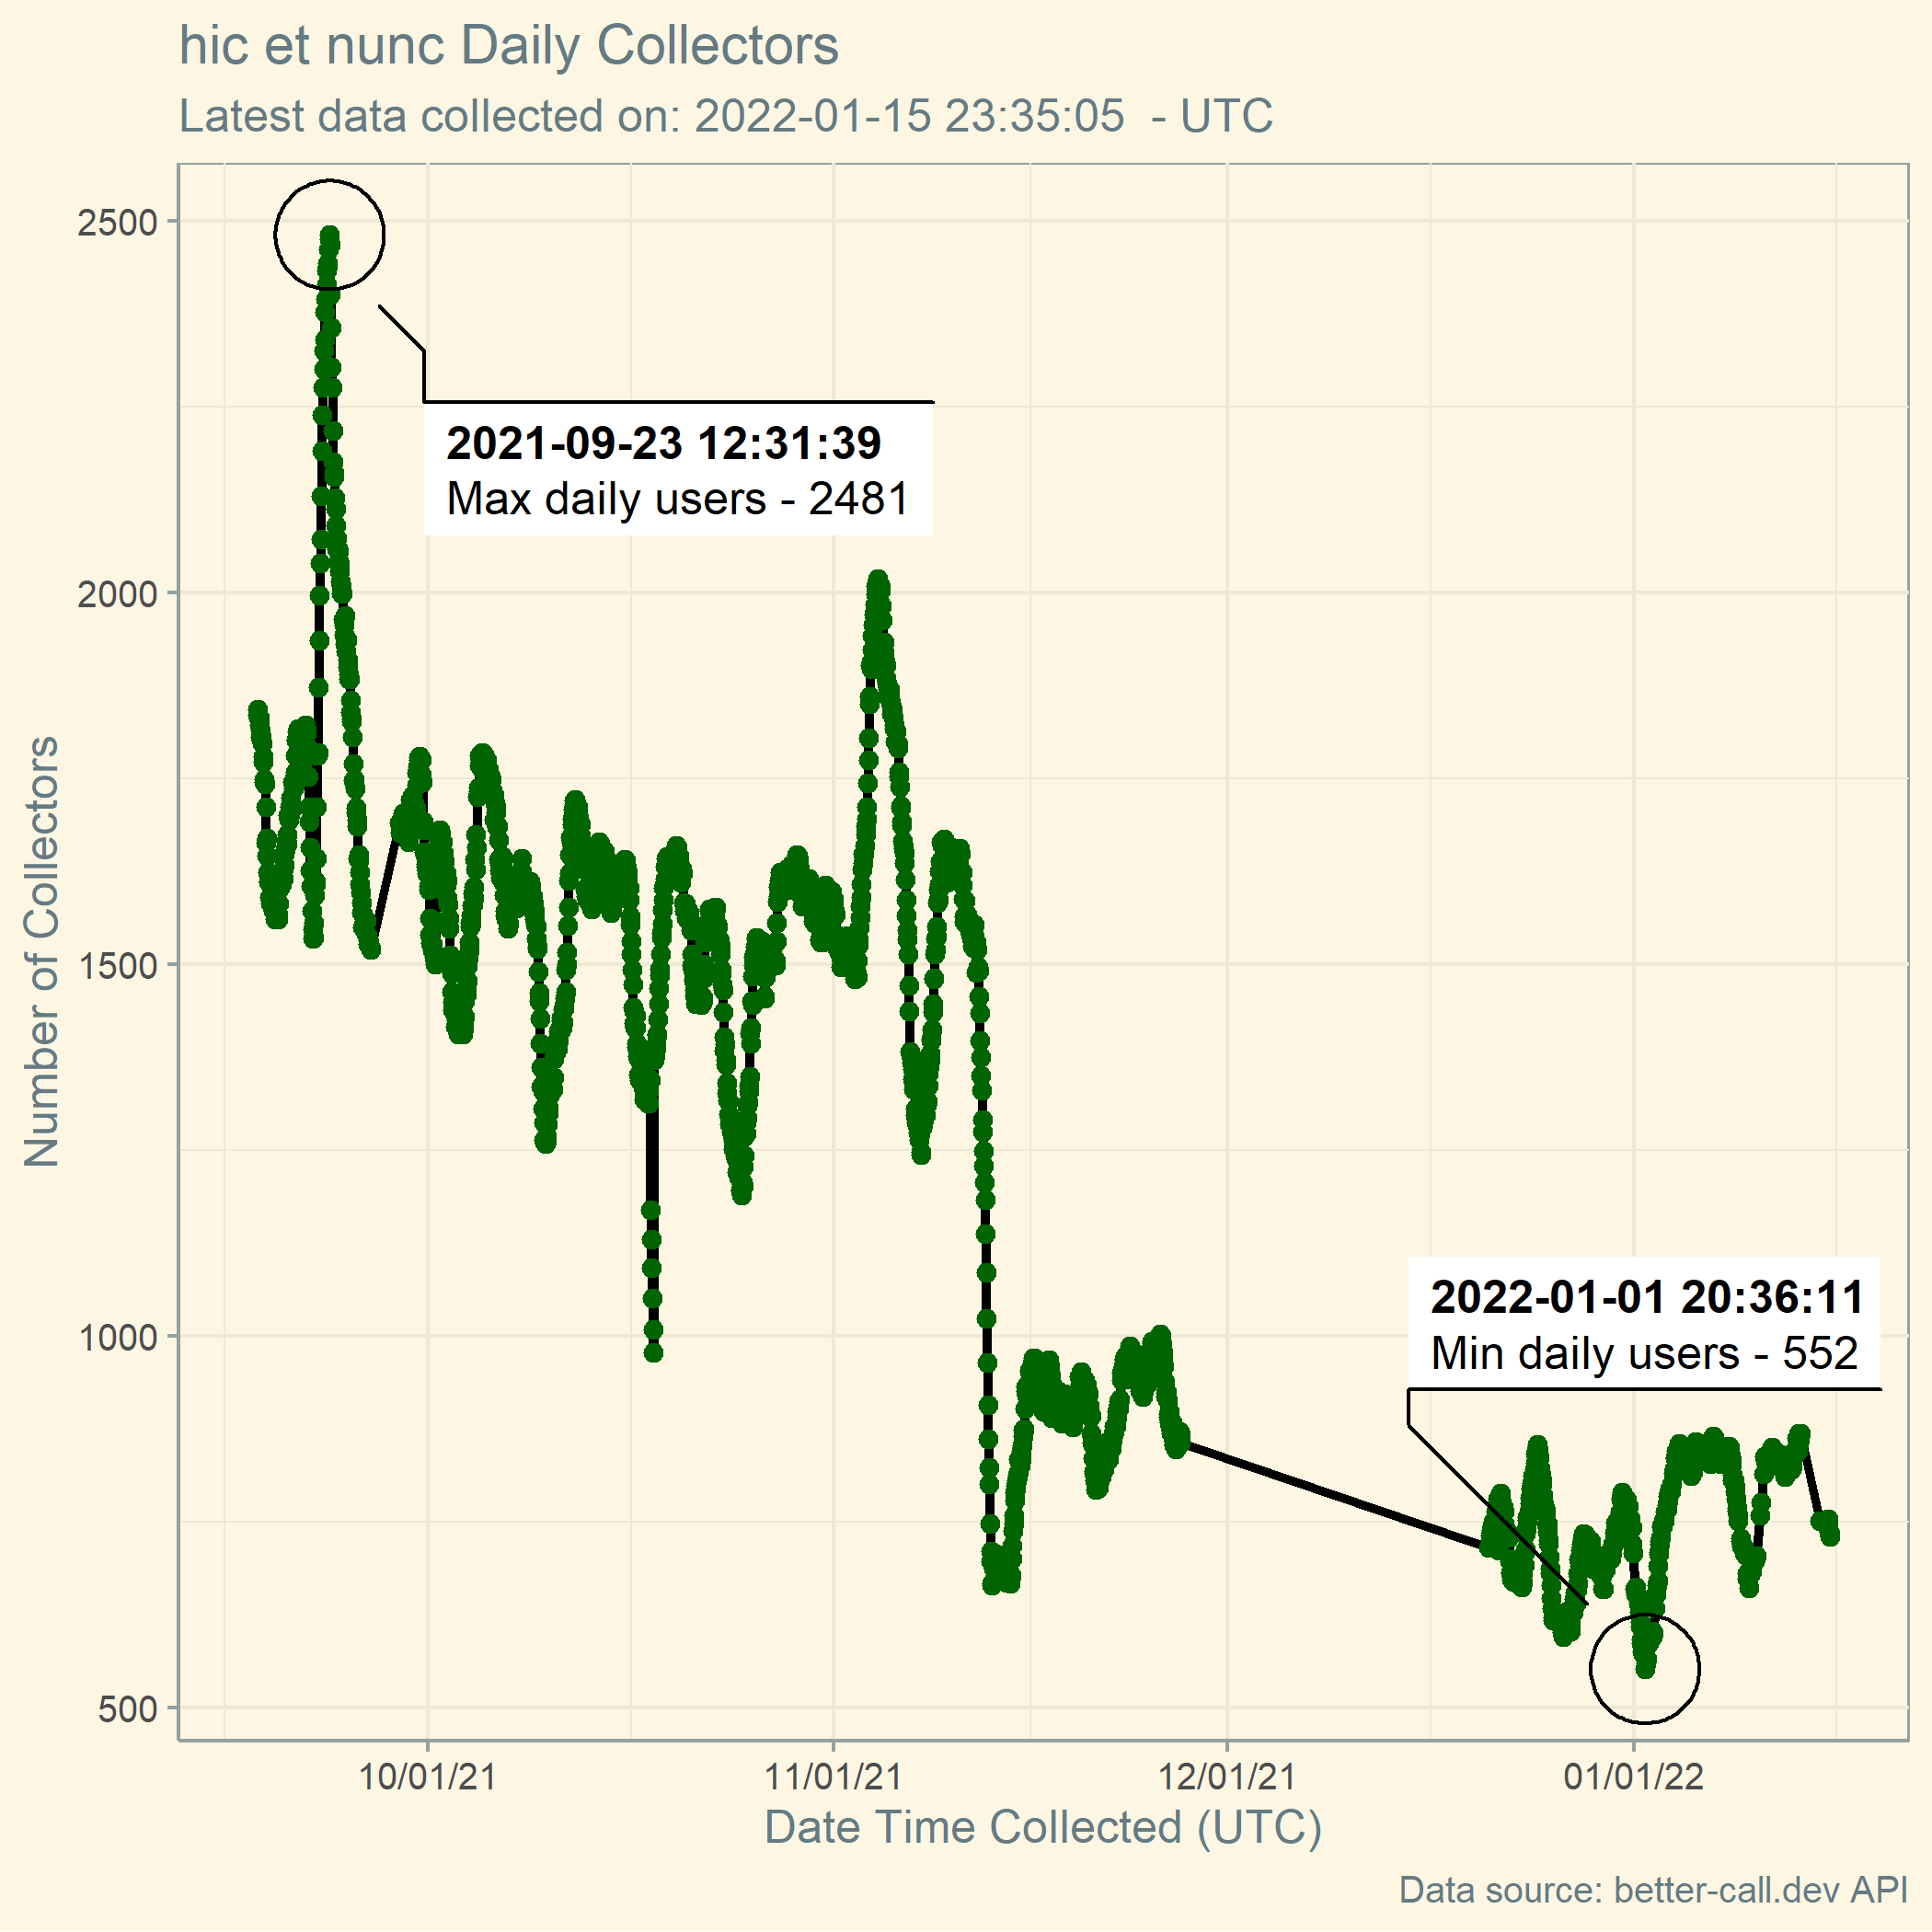 hic et nunc Daily Collectors
Latest data collected on: 2022-01-15 23:35:05  - UTC
2500
2000
1500
1000
500
Number of Collectors
2021-09-23 12:31:39
Max daily users - 2481
2022-01-01 20:36:11
Min daily users - 552
10/01/21
11/01/21
12/01/21
01/01/22
Date Time Collected (UTC)
Data source: better-call.dev API